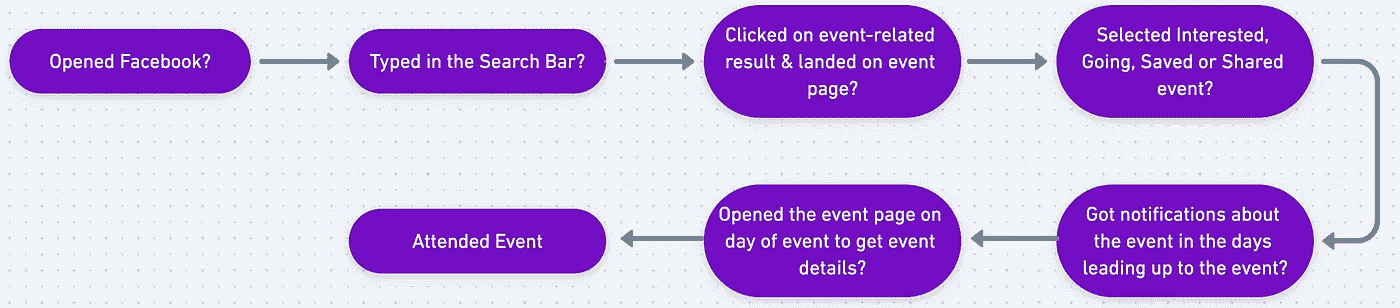 Opened Facebook?
Typed in the Search Bar?
Clicked on event-related
result & landed on event
page?
Selected Interested,
Going, Saved or Shared
event?
Got notifications about
the event in the days
leading up to the event?
Opened the event page on
day of event to get event
details?
Attended Event